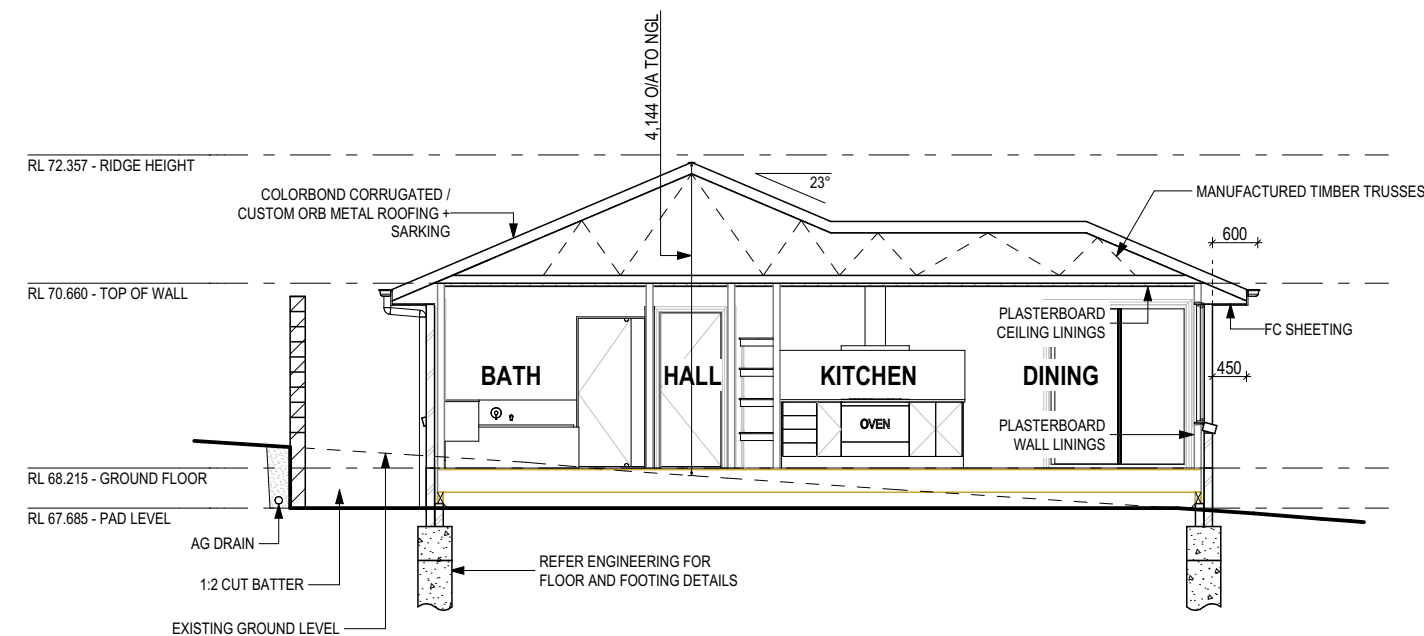 4,144 O/A TO NGL
RL 72.357 - RIDGE HEIGHT
23°
COLORBOND CORRUGATED /
CUSTOM ORB METAL ROOFING +
SARKING
MANUFACTURED TIMBER TRUSSES
600
RL 70.660 - TOP OF WALL
PLASTERBOARD
CEILING LININGS
FC SHEETING
BATH
HALL
KITCHEN
DINING
450
OVEN
PLASTERBOARD
WALL LININGS
RL 68.215 - GROUND FLOOR
RL 67.685 - PAD LEVEL
AG DRAIN
1:2 CUT BATTER
REFER ENGINEERING FOR
FLOOR AND FOOTING DETAILS
EXISTING GROUND LEVEL